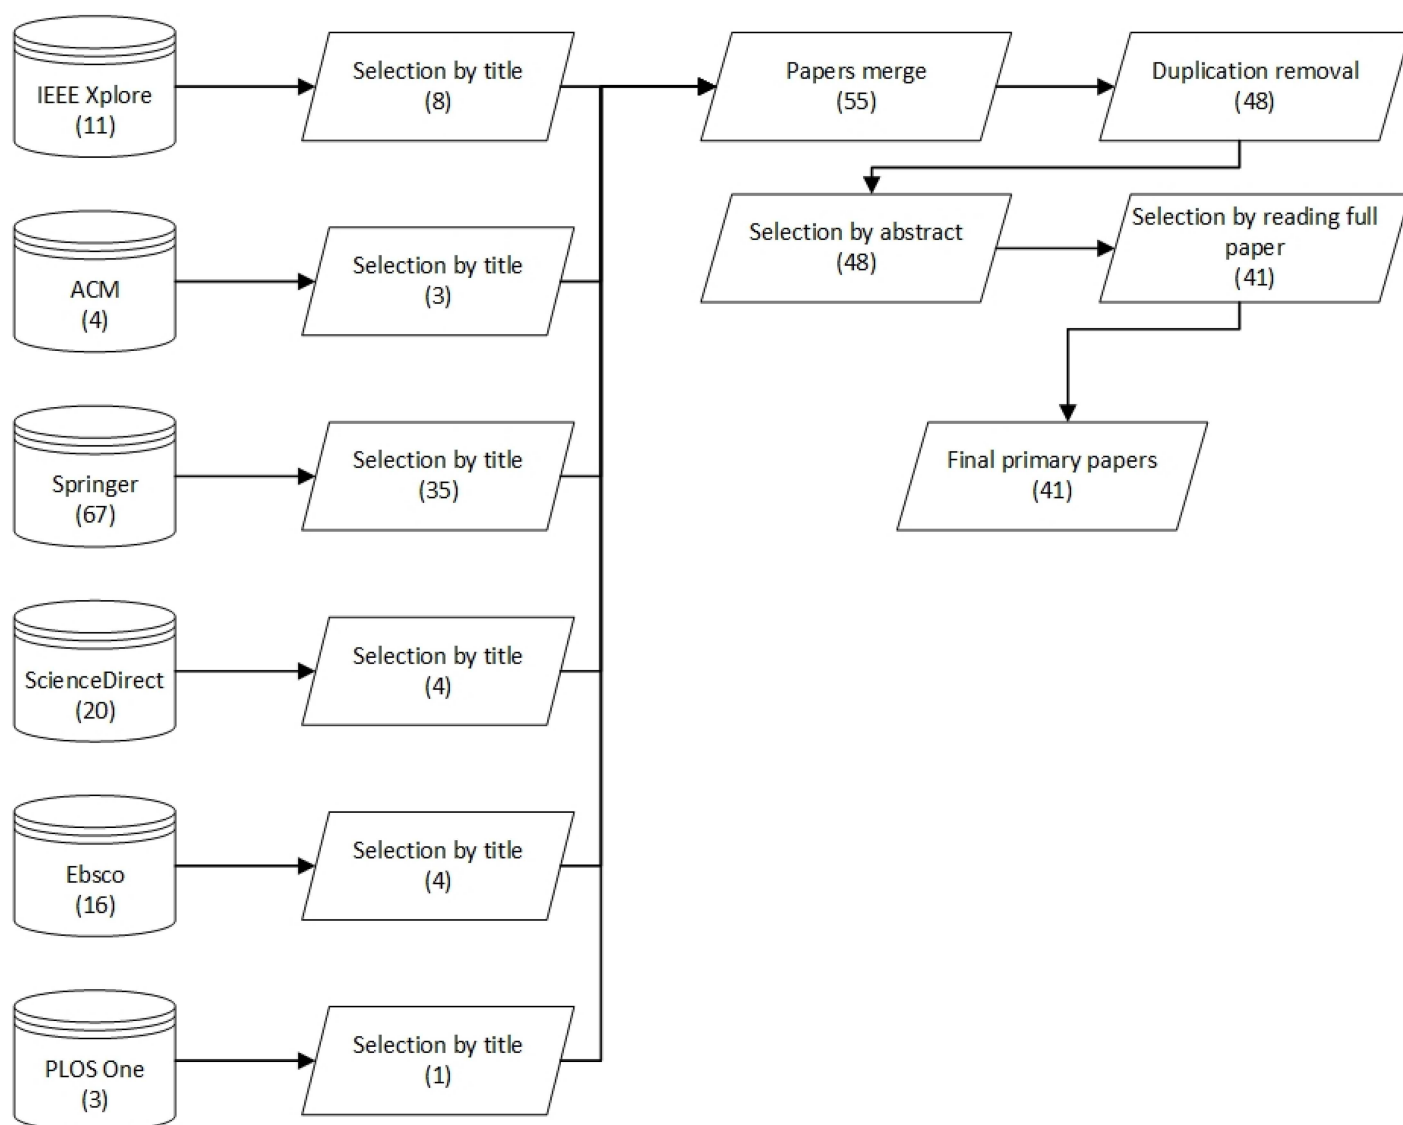 IEEE Xplore
(11)
Selection by title
(8)
Papers merge
(55)
Duplication removal
(48)
ACM
(4)
Selection by title
(3)
Selection by abstract
(48)
Selection by reading full
paper
(41)
Springer
(67)
Selection by title
(35)
Final primary papers
(41)
ScienceDirect
(20)
Selection by title
(4)
Ebsco
(16)
Selection by title
(4)
PLOS One
(3)
Selection by title
(1)